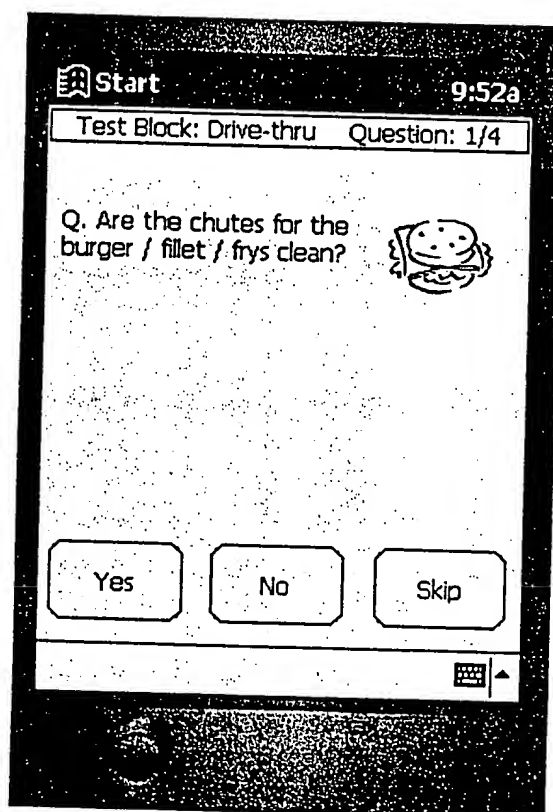 Start 9:52a
Test Block: Drive-thru Question: 1/4
Q. Are the chutes for the
burger / fillet / frys clean?
Yes No Skip